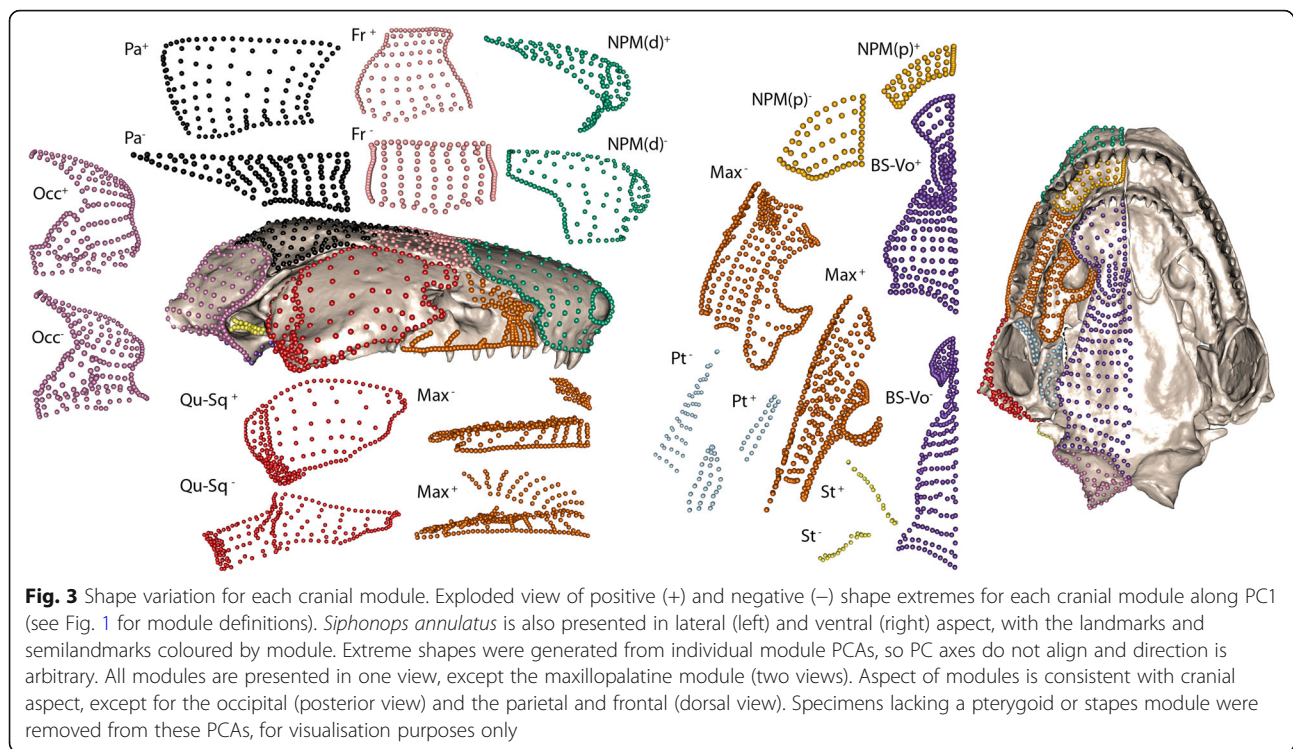 Pa+
Fr+
NPM(d)+
NPM(p)+
NPM(p)-
BS-Vo+
Pa-
Fr-
NPM(d)-
Max-
Occ+
Max+
Occ-
Pt-
Qu-Sq+
Max-
Pt+
BS-Vo-
Qu-Sq-
Max+
St+
St-
Fig. 3 Shape variation for each cranial module. Exploded view of positive (+) and negative (−) shape extremes for each cranial module along PC1
(see Fig. 1 for module definitions). Siphonops annulatus is also presented in lateral (left) and ventral (right) aspect, with the landmarks and
semilandmarks coloured by module. Extreme shapes were generated from individual module PCAs, so PC axes do not align and direction is
arbitrary. All modules are presented in one view, except the maxillopalatine module (two views). Aspect of modules is consistent with cranial
aspect, except for the occipital (posterior view) and the parietal and frontal (dorsal view). Specimens lacking a pterygoid or stapes module were
removed from these PCAs, for visualisation purposes only